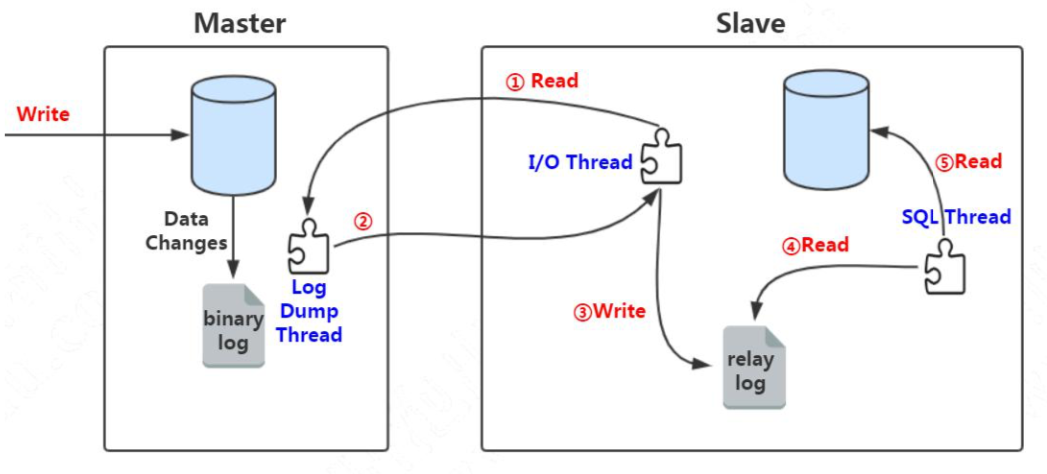 Master
Slave
Write
① Read
I/O Thread
⑤Read
Data
Changes
②
SQL Thread
④Read
Log
Dump
Thread
binary
log
③Write
relay
log